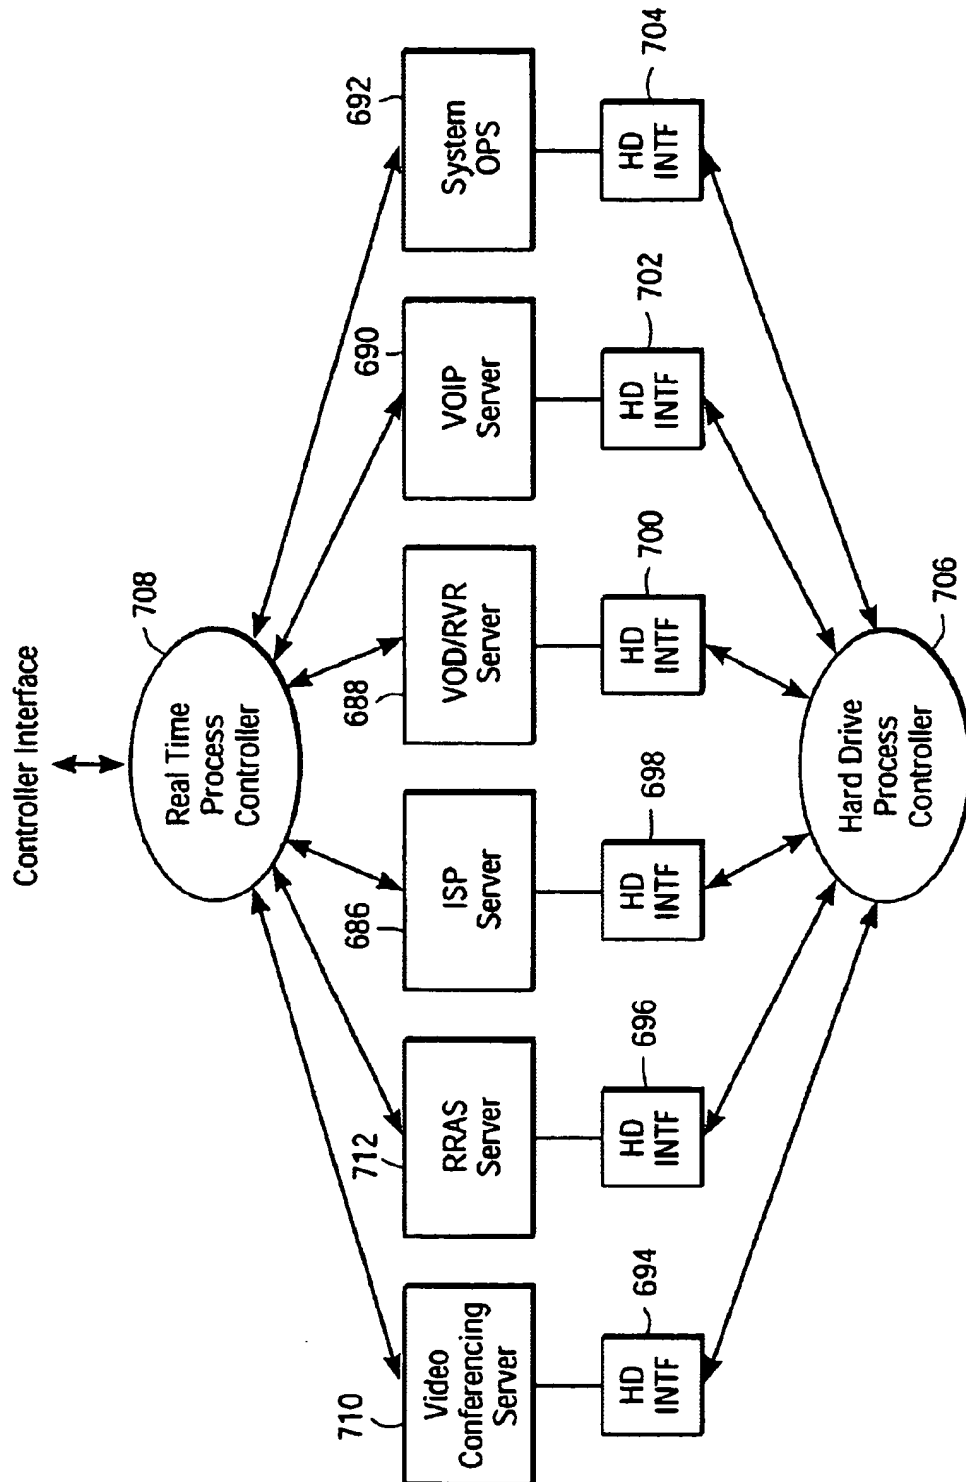 Controller Interface
708
Real Time
Process
Controller
710
Video
Conferencing
Server
712
RRAS
Server
686
ISP
Server
688
VOD/RVR
Server
690
VOIP
Server
692
System
OPS
HD
INTF
694
HD
INTF
696
HD
INTF
698
HD
INTF
700
HD
INTF
702
HD
INTF
704
Hard Drive
Process
Controller
706